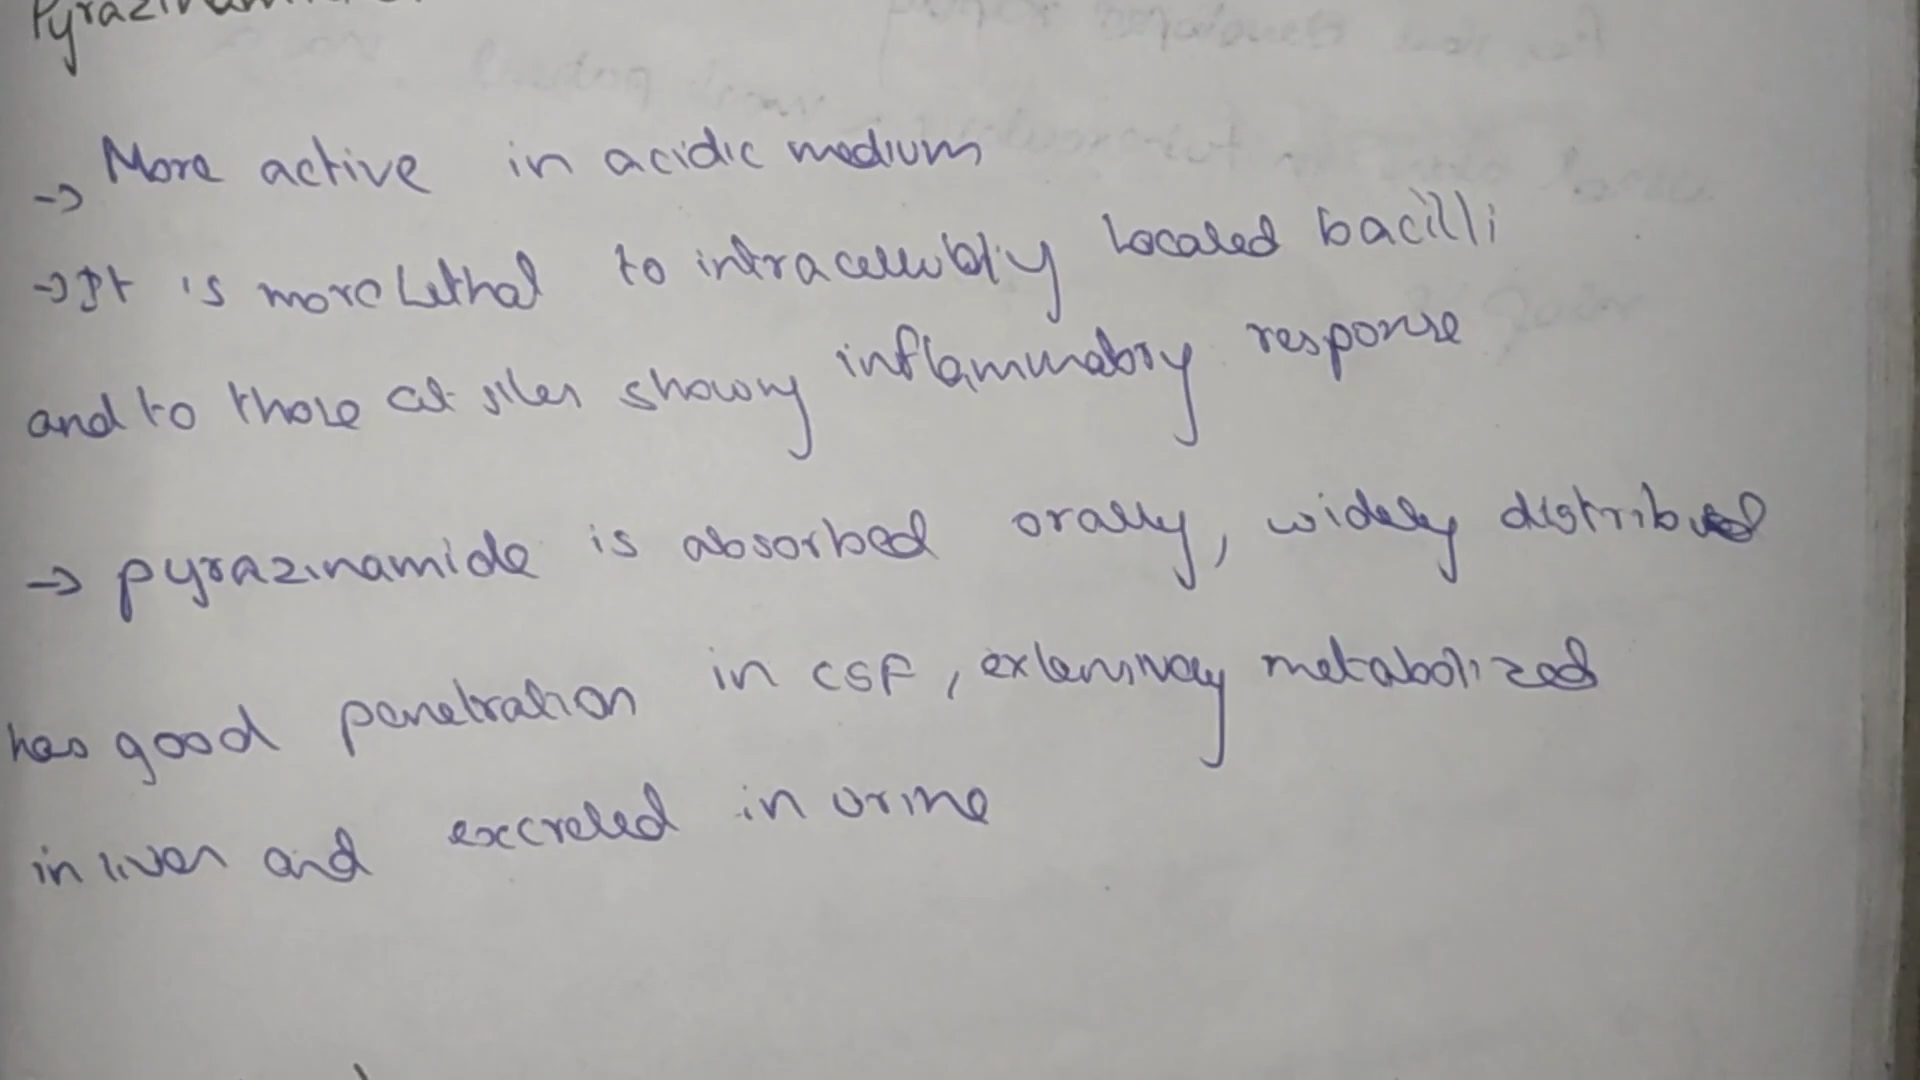 Pyrazinamide
→ More active in acidic medium
→ It is more Lethal to intracellulably located bacilli
and to those at sites showing inflammatory response
→ pyrazinamide is absorbed orally, widely distributed
has good penetration in CSF, extensively metabolized
in liver and excreted in urine